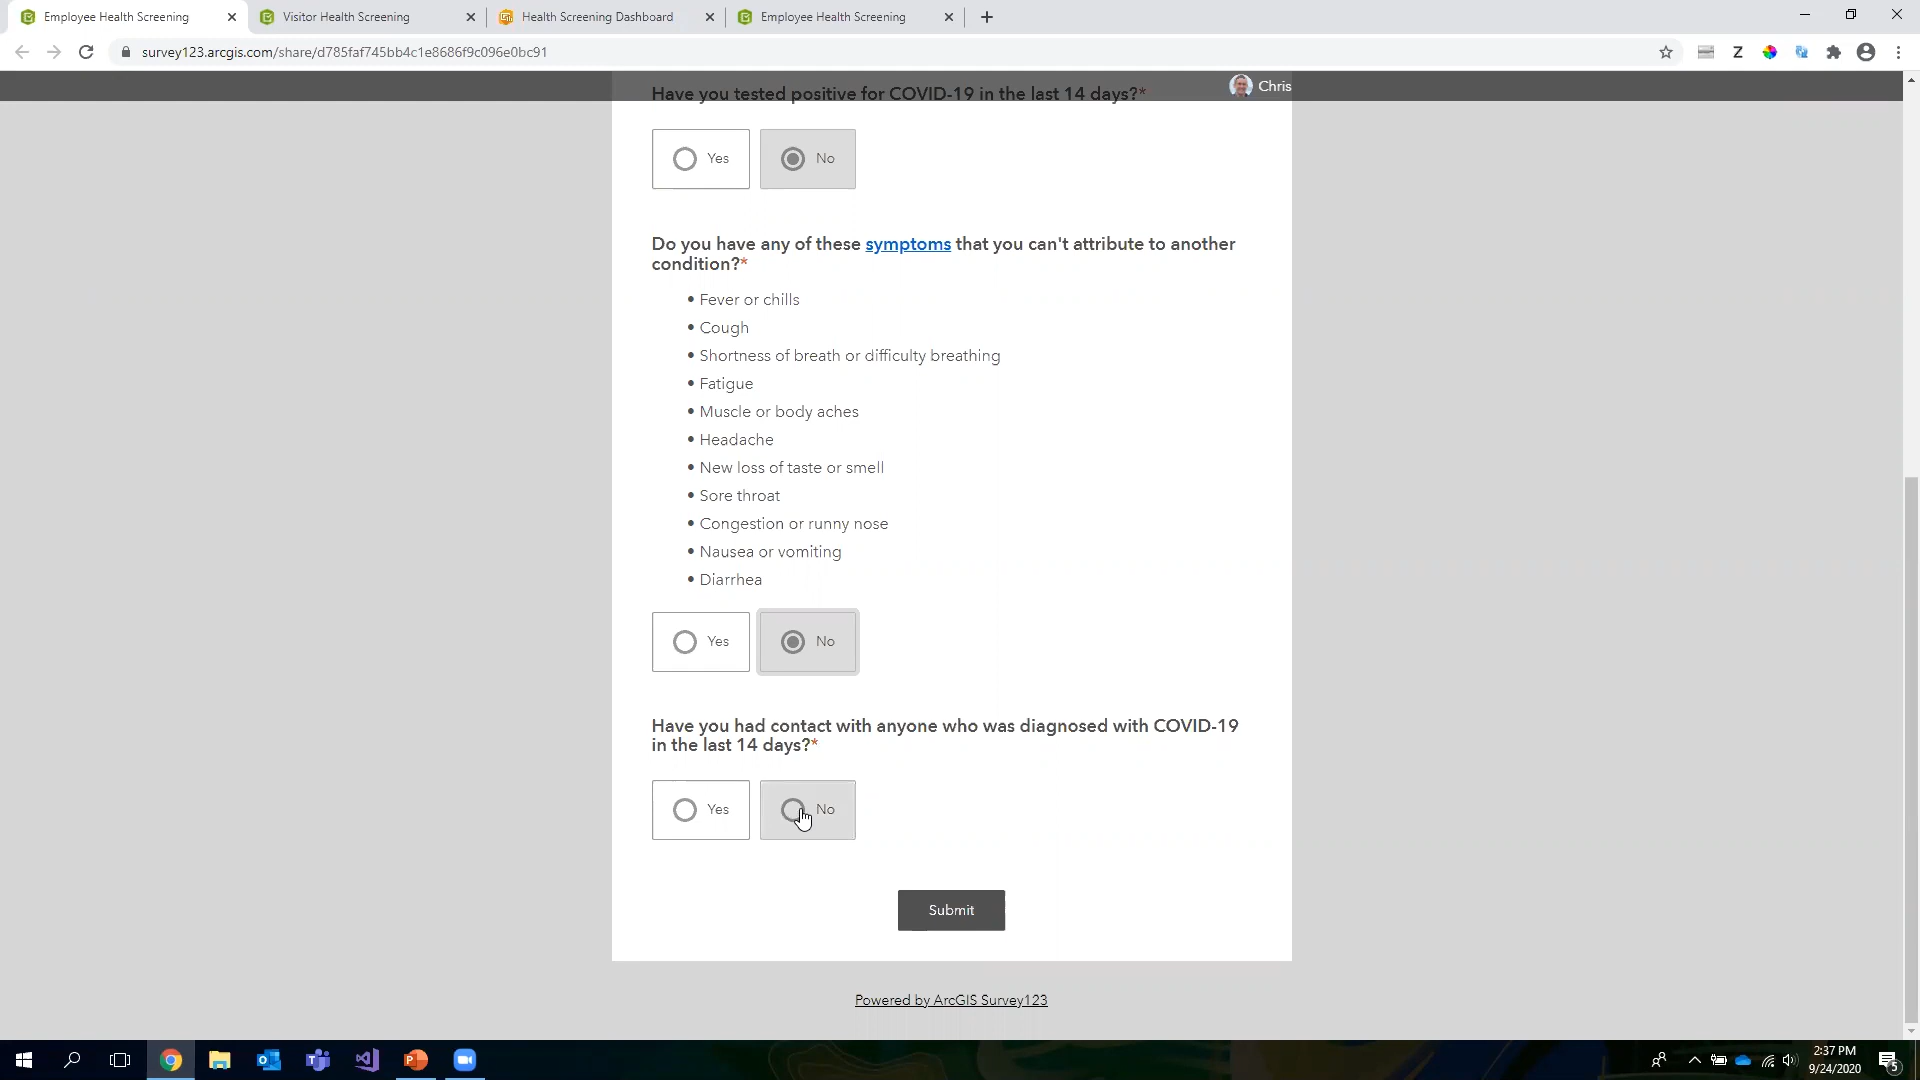 Employee Health Screening
Visitor Health Screening
Health Screening Dashboard
Employee Health Screening
survey123.arcgis.com/share/d785faf745bb4c1e8686f9c096e0bc91
Z
Chris
Have you tested positive for COVID-19 in the last 14 days?*
Yes
No
Do you have any of these symptoms that you can't attribute to another
condition?*
• Fever or chills
• Cough
• Shortness of breath or difficulty breathing
• Fatigue
• Muscle or body aches
• Headache
• New loss of taste or smell
• Sore throat
• Congestion or runny nose
• Nausea or vomiting
• Diarrhea
Yes
No
Have you had contact with anyone who was diagnosed with COVID-19
in the last 14 days?*
Yes
No
Submit
Powered by ArcGIS Survey123
2:37 PM
9/24/2020
5